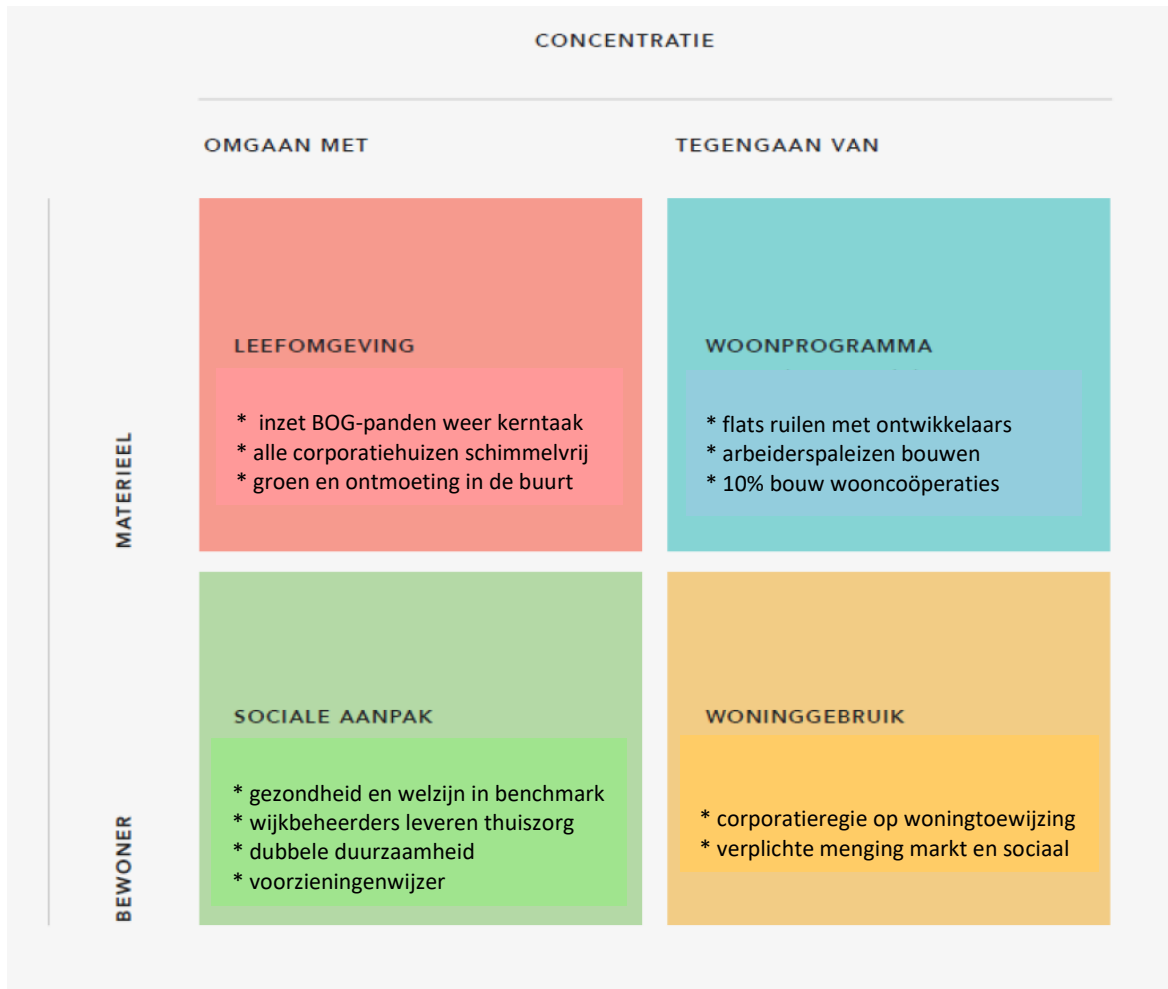 CONCENTRATIE
OMGAAN MET
TEGENGAAN VAN
MATERIEEL
LEEFOMGEVING
* inzet BOG-panden weer kerntaak
* alle corporatiehuizen schimmelvrij
* groen en ontmoeting in de buurt
WOONPROGRAMMA
* flats ruilen met ontwikkelaars
* arbeiderspaleizen bouwen
* 10% bouw wooncoöperaties
BEWONER
SOCIALE AANPAK
* gezondheid en welzijn in benchmark
* wijkbeheerders leveren thuiszorg
* dubbele duurzaamheid
* voorzieningenwijzer
WONINGGEBRUIK
* corporatieregie op woningtoewijzing
* verplichte menging markt en sociaal